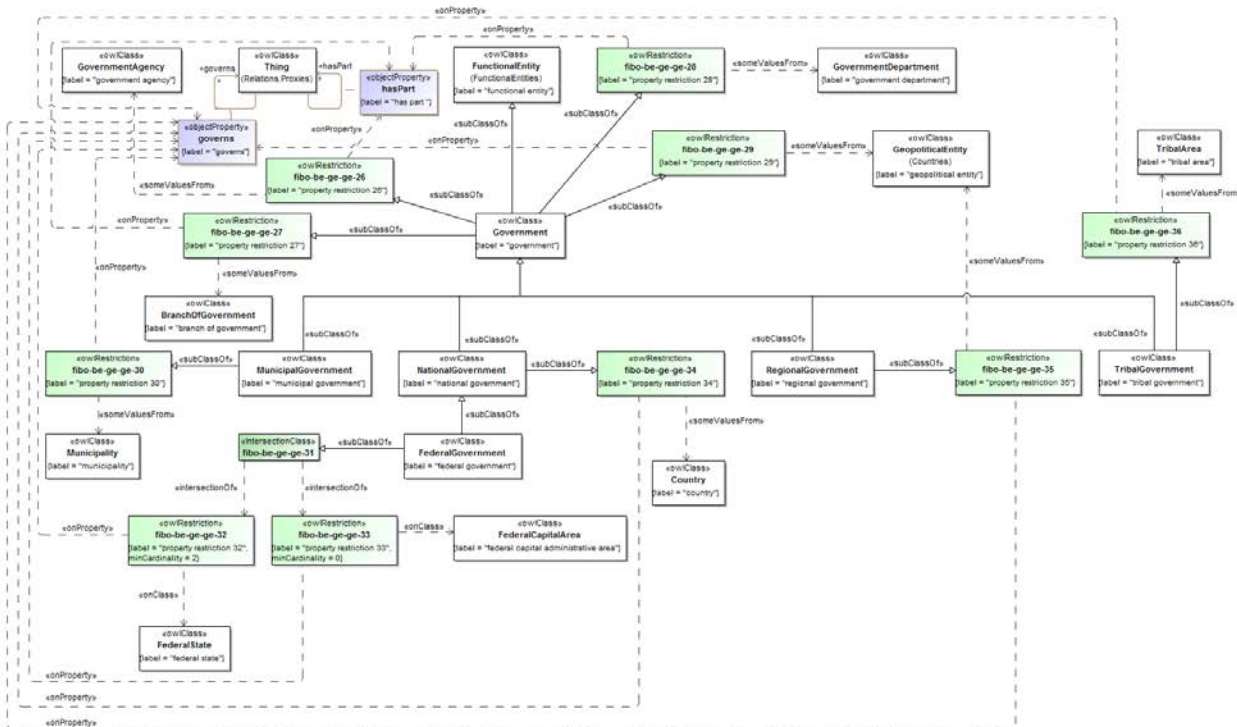 «onProperty»
«onProperty»
«owlClass»
GovernmentAgency
{label = "government agency"}
+governs
«owlClass»
Thing
(Relations Proxies)
+hasPart
«objectProperty»
hasPart
{label = "has part "}
«owlClass»
FunctionalEntity
(FunctionalEntities)
{label = "functional entity"}
«owlRestriction»
fibo-be-ge-ge-28
{label = "property restriction 28"}
«someValuesFrom»
«owlClass»
GovernmentDepartment
{label = "government department"}
«objectProperty»
governs
{label = "governs"}
«onProperty»
«subClassOf»
«onProperty»
«owlRestriction»
fibo-be-ge-ge-29
{label = "property restriction 29"}
«someValuesFrom»
«owlClass»
GeopoliticalEntity
(Countries)
{label = "geopolitical entity"}
«owlClass»
TribalArea
{label = "tribal area"}
«someValuesFrom»
«owlRestriction»
fibo-be-ge-ge-26
{label = "property restriction 26"}
«subClassOf»
«subClassOf»
«subClassOf»
«someValuesFrom»
«onProperty»
«owlRestriction»
fibo-be-ge-ge-27
{label = "property restriction 27"}
«subClassOf»
«owlClass»
Government
{label = "government"}
«owlRestriction»
fibo-be-ge-ge-36
{label = "property restriction 36"}
«onProperty»
«someValuesFrom»
«someValuesFrom»
«owlClass»
BranchOfGovernment
{label = "branch of government"}
«subClassOf»
«subClassOf»
«subClassOf»
«subClassOf»
«subClassOf»
«owlRestriction»
fibo-be-ge-ge-30
{label = "property restriction 30"}
«subClassOf»
«owlClass»
MunicipalGovernment
{label = "municipal government"}
«owlClass»
NationalGovernment
{label = "national government"}
«subClassOf»
«owlRestriction»
fibo-be-ge-ge-34
{label = "property restriction 34"}
«owlClass»
RegionalGovernment
{label = "regional government"}
«subClassOf»
«owlRestriction»
fibo-be-ge-ge-35
{label = "property restriction 35"}
«owlClass»
TribalGovernment
{label = "tribal government"}
«someValuesFrom»
«subClassOf»
«someValuesFrom»
«owlClass»
Municipality
{label = "municipality"}
«intersectionClass»
fibo-be-ge-ge-31
«subClassOf»
«owlClass»
FederalGovernment
{label = "federal government"}
«owlClass»
Country
{label = "country"}
«intersectionOf»
«intersectionOf»
«onProperty»
«owlRestriction»
fibo-be-ge-ge-32
{label = "property restriction 32",
minCardinality = 2}
«owlRestriction»
fibo-be-ge-ge-33
{label = "property restriction 33",
minCardinality = 0}
«onClass»
«owlClass»
FederalCapitalArea
{label = "federal capital administrative area"}
«onClass»
«owlClass»
FederalState
{label = "federal state"}
«onProperty»
«onProperty»
«onProperty»